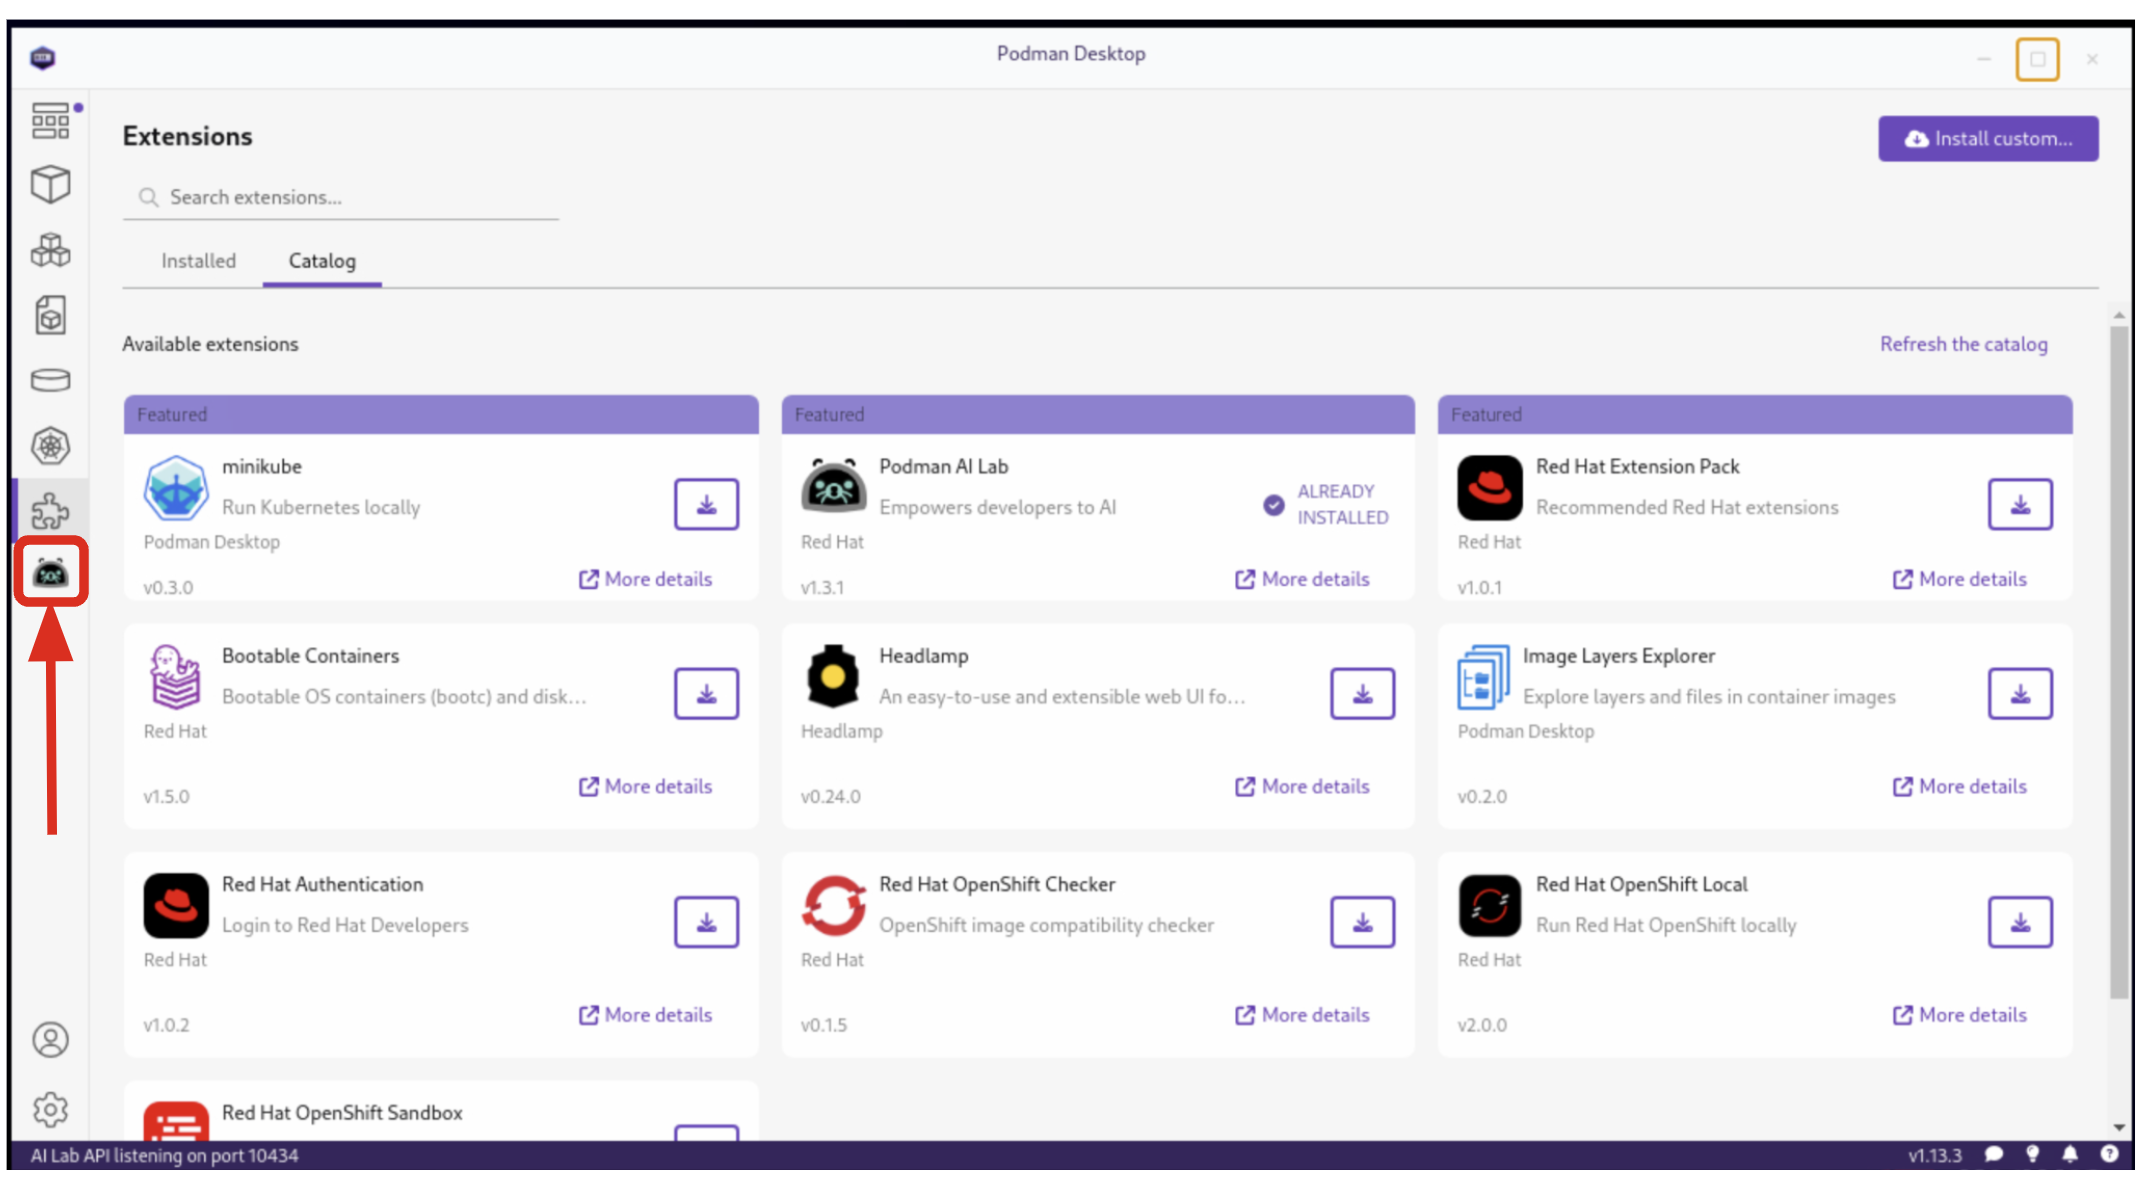 Podman Desktop
Extensions
Install custom...
Search extensions...
Installed
Catalog
Available extensions
Refresh the catalog
Featured
minikube
Run Kubernetes locally
Podman Desktop
v0.3.0
More details
Featured
Podman AI Lab
Empowers developers to AI
ALREADY
INSTALLED
Red Hat
v1.3.1
More details
Featured
Red Hat Extension Pack
Recommended Red Hat extensions
Red Hat
v1.0.1
More details
Bootable Containers
Bootable OS containers (bootc) and disk...
Red Hat
v1.5.0
More details
Headlamp
An easy-to-use and extensible web UI fo...
Headlamp
v0.24.0
More details
Image Layers Explorer
Explore layers and files in container images
Podman Desktop
v0.2.0
More details
Red Hat Authentication
Login to Red Hat Developers
Red Hat
v1.0.2
More details
Red Hat OpenShift Checker
OpenShift image compatibility checker
Red Hat
v0.1.5
More details
Red Hat OpenShift Local
Run Red Hat OpenShift locally
Red Hat
v2.0.0
More details
Red Hat OpenShift Sandbox
AI Lab API listening on port 10434
v1.13.3